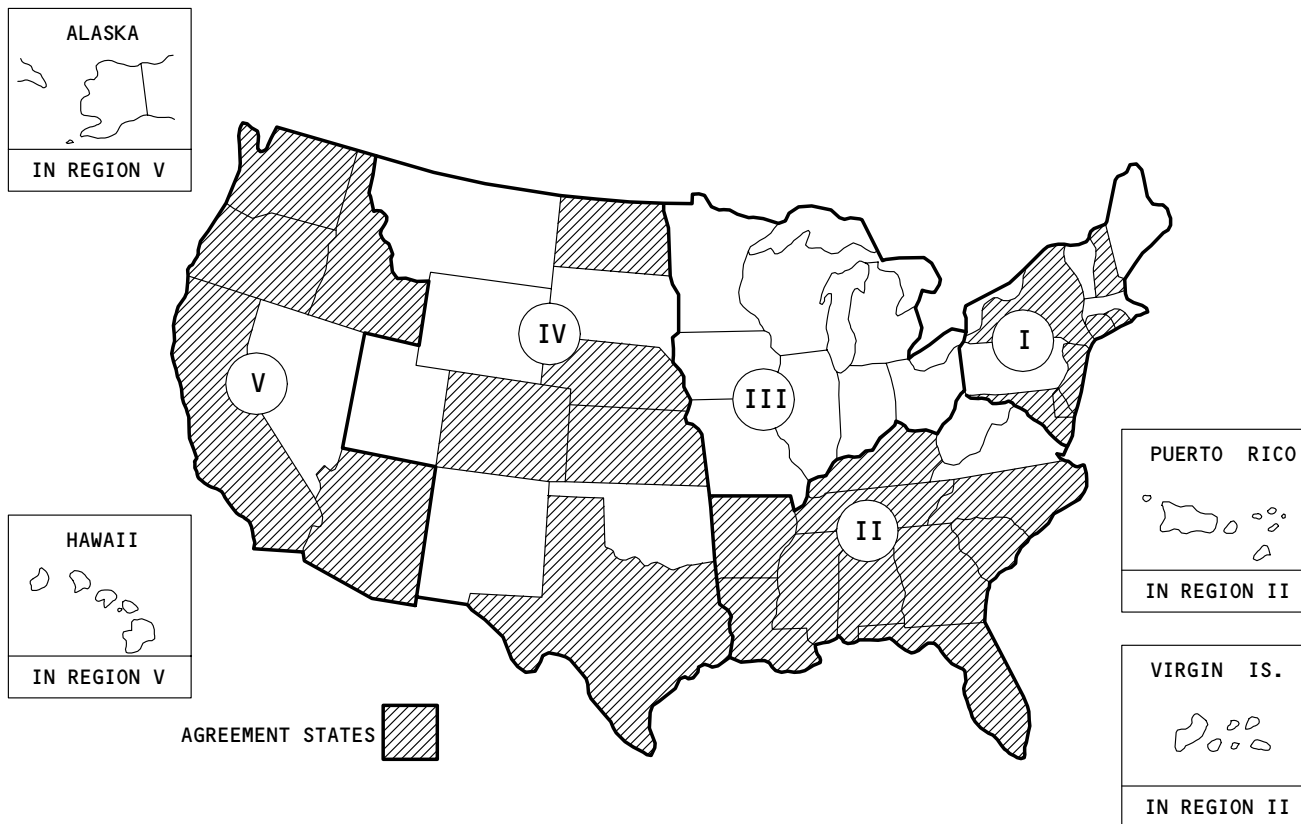 ALASKA
IN REGION V
I
IV
V
III
PUERTO RICO
II
HAWAII
IN REGION II
IN REGION V
VIRGIN IS.
AGREEMENT STATES
IN REGION II